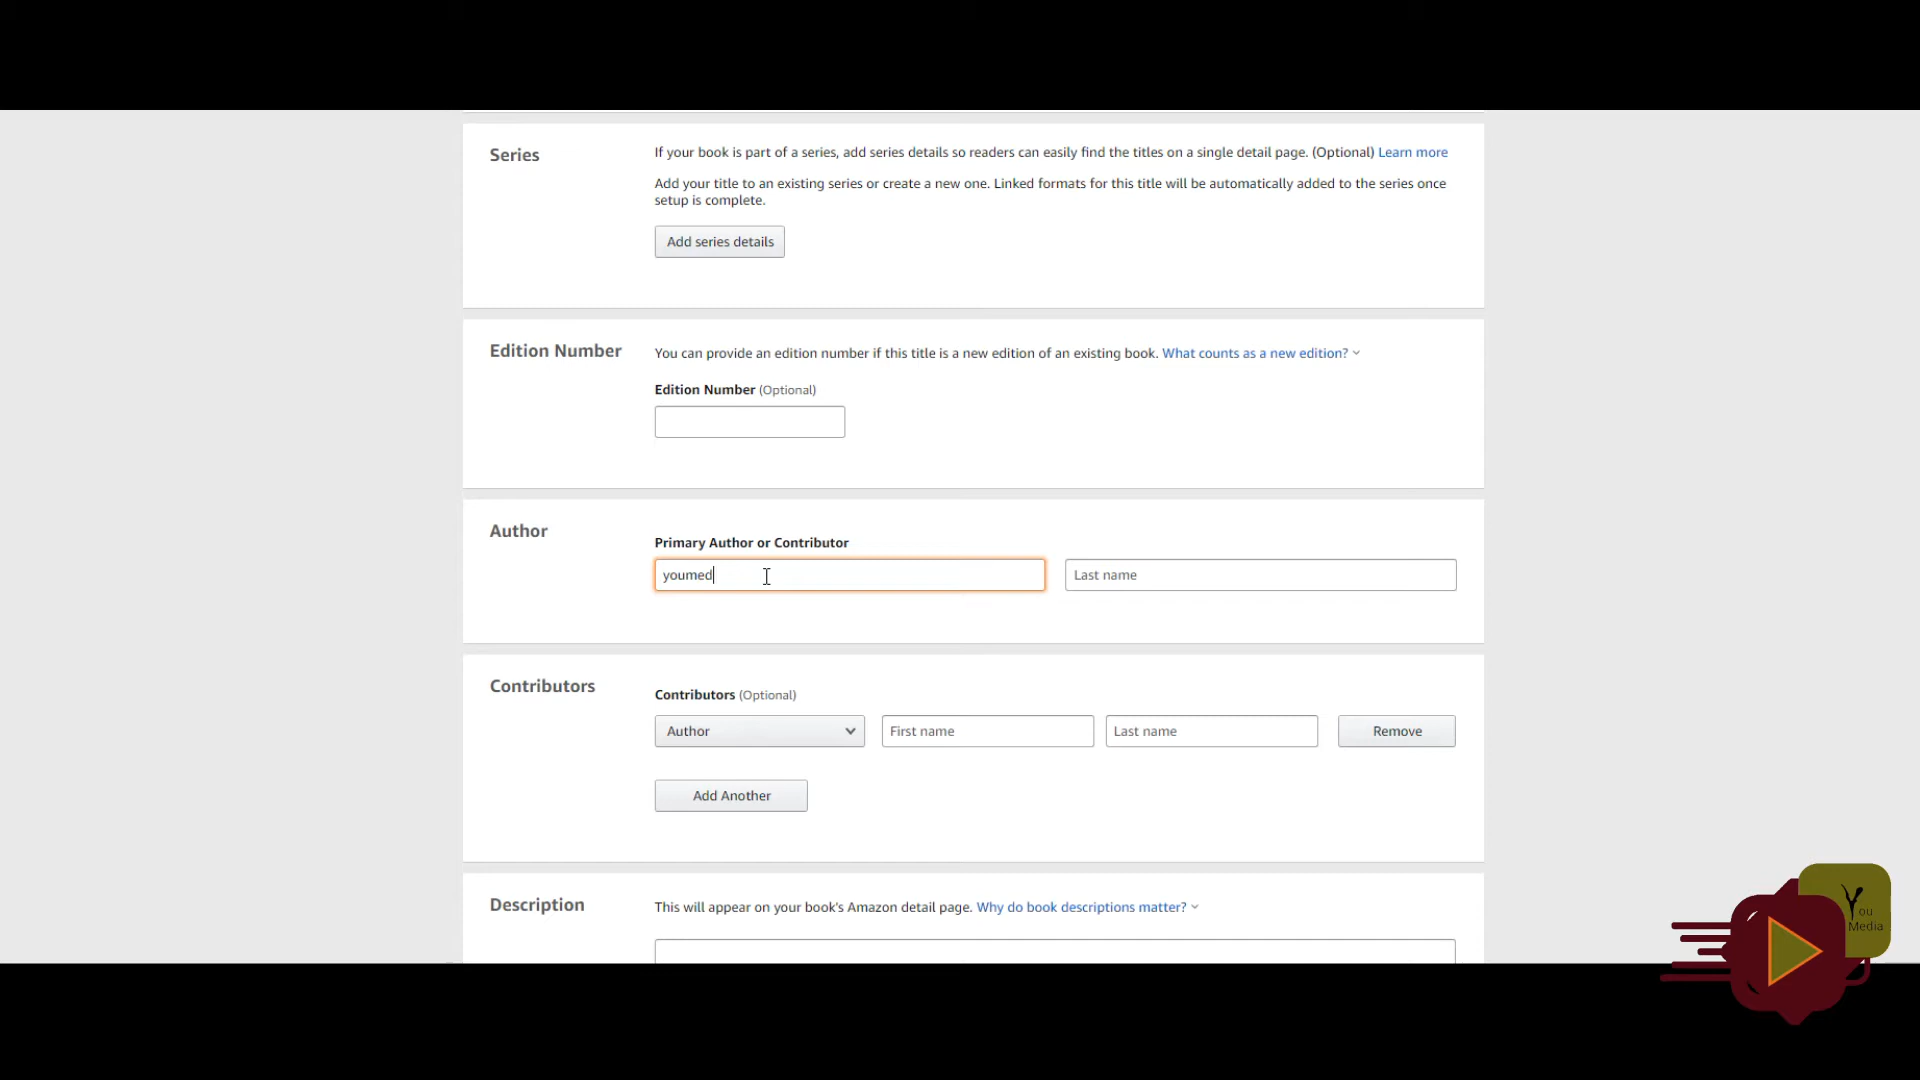 Series
If your book is part of a series, add series details so readers can easily find the titles on a single detail page. (Optional) Learn more
Add your title to an existing series or create a new one. Linked formats for this title will be automatically added to the series once
setup is complete.
Add series details
Edition Number
You can provide an edition number if this title is a new edition of an existing book. What counts as a new edition?
Edition Number (Optional)
Author
Primary Author or Contributor
youmed
Last name
Contributors
Contributors (Optional)
Author
First name
Last name
Remove
Add Another
Description
This will appear on your book's Amazon detail page. Why do book descriptions matter?
You
Media